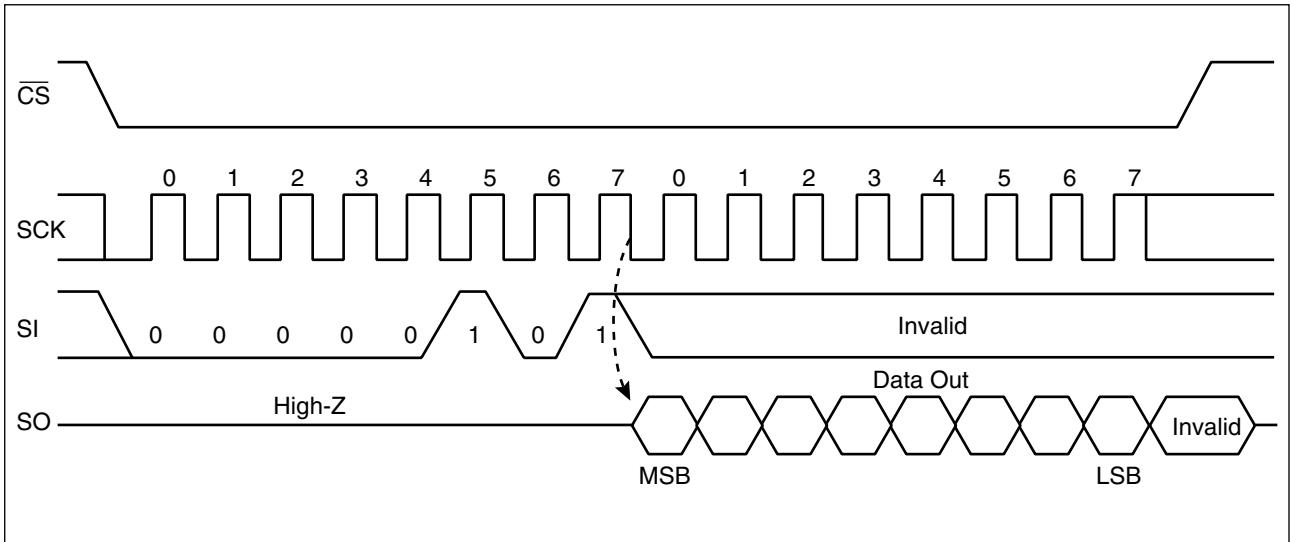 C̅S̅
0 1 2 3 4 5 6 7 0 1 2 3 4 5 6 7
SCK
SI 0 0 0 0 0 1 0 1 Invalid
Data Out
High-Z
SO Invalid
MSB LSB